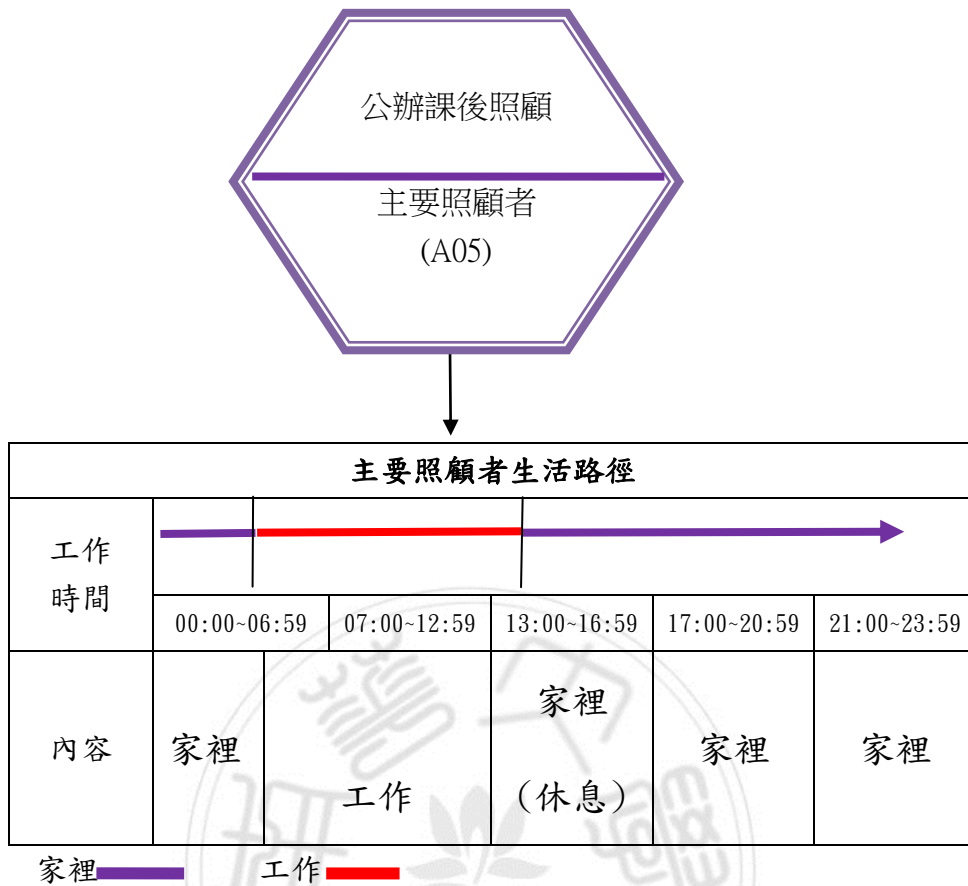 公辦課後照顧
主要照顧者
(A05)
主要照顧者生活路徑
工作
時間
00:00~06:59 07:00~12:59 13:00~16:59 17:00~20:59 21:00~23:59
內容 家裡 工作 家裡 家裡 家裡
(休息)
家裡 工作